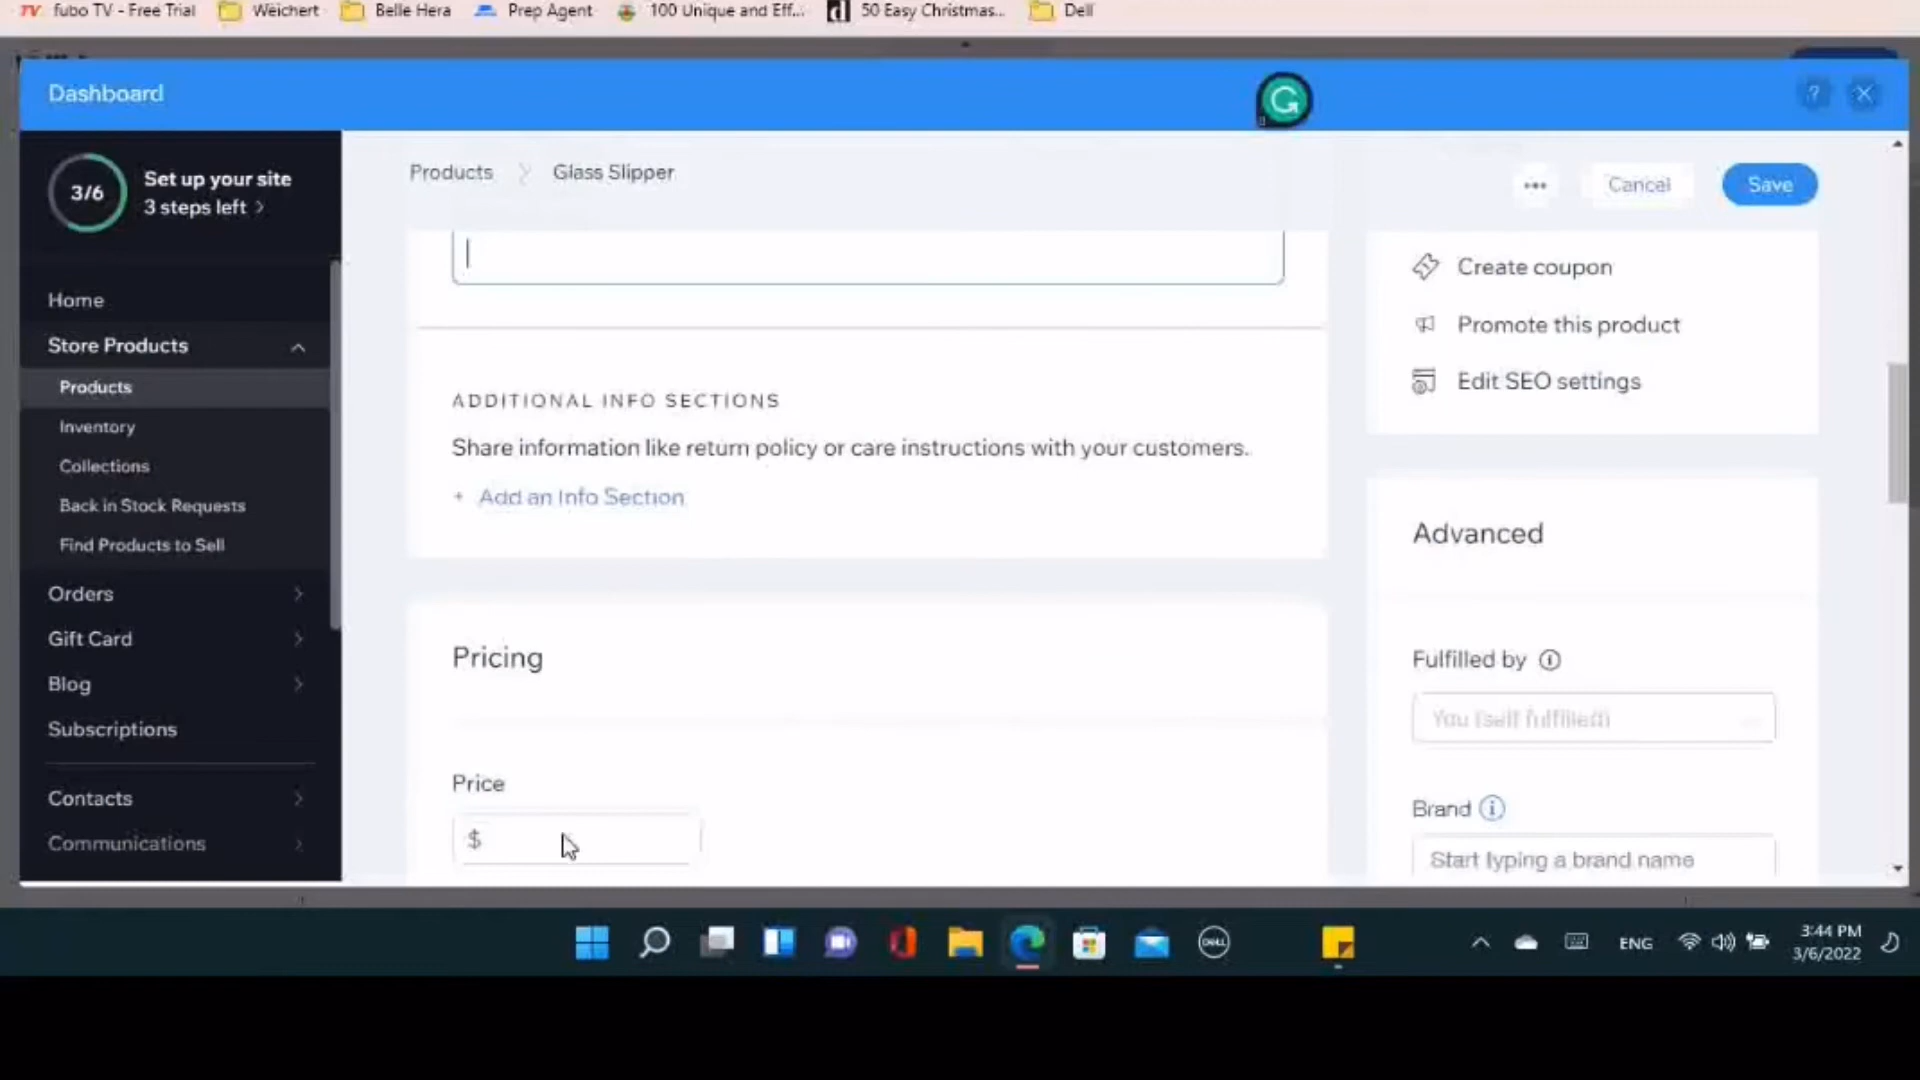 fubo TV - Free Trial Weichert Belle Hera Prep Agent 100 Unique and Eff... 50 Easy Christmas... Dell
Dashboard
3/6
Set up your site
3 steps left >
Home
Store Products
Products
Inventory
Collections
Back in Stock Requests
Find Products to Sell
Orders
Gift Card
Blog
Subscriptions
Contacts
Communications
Products > Glass Slipper
... Cancel Save
ADDITIONAL INFO SECTIONS
Share information like return policy or care instructions with your customers.
+ Add an Info Section
Pricing
Price
$
Create coupon
Promote this product
Edit SEO settings
Advanced
Fulfilled by
You (self fulfilled)
Brand
Start typing a brand name
DELL
ENG
3:44 PM
3/6/2022